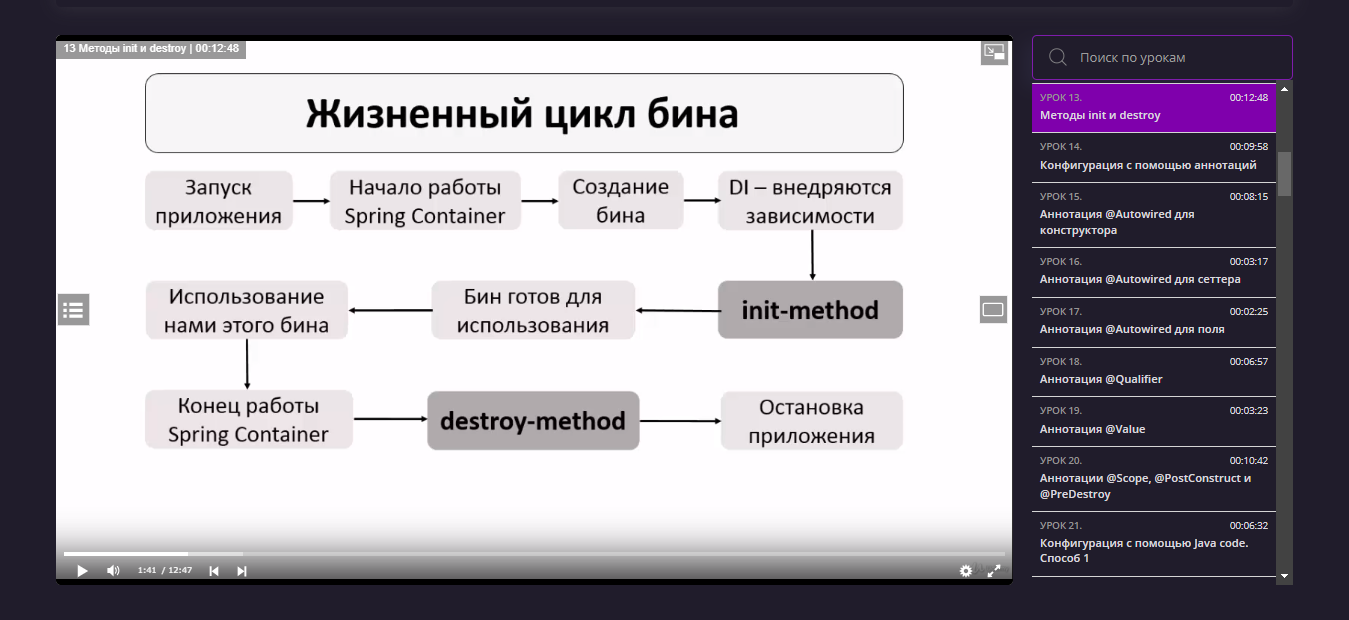 13 Методы init и destroy | 00:12:48
Жизненный цикл бина
Запуск
приложения
Начало работы
Spring Container
Создание
бина
DI – внедряются
зависимости
Использование
нами этого бина
Бин готов для
использования
init-method
Конец работы
Spring Container
destroy-method
Остановка
приложения
1:41 / 12:47
Поиск по урокам
УРОК 13. 00:12:48
Методы init и destroy
УРОК 14. 00:09:58
Конфигурация с помощью аннотаций
УРОК 15. 00:08:15
Аннотация @Autowired для
конструктора
УРОК 16. 00:03:17
Аннотация @Autowired для сеттера
УРОК 17. 00:02:25
Аннотация @Autowired для поля
УРОК 18. 00:06:57
Аннотация @Qualifier
УРОК 19. 00:03:23
Аннотация @Value
УРОК 20. 00:10:42
Аннотации @Scope, @PostConstruct и
@PreDestroy
УРОК 21. 00:06:32
Конфигурация с помощью Java code.
Способ 1